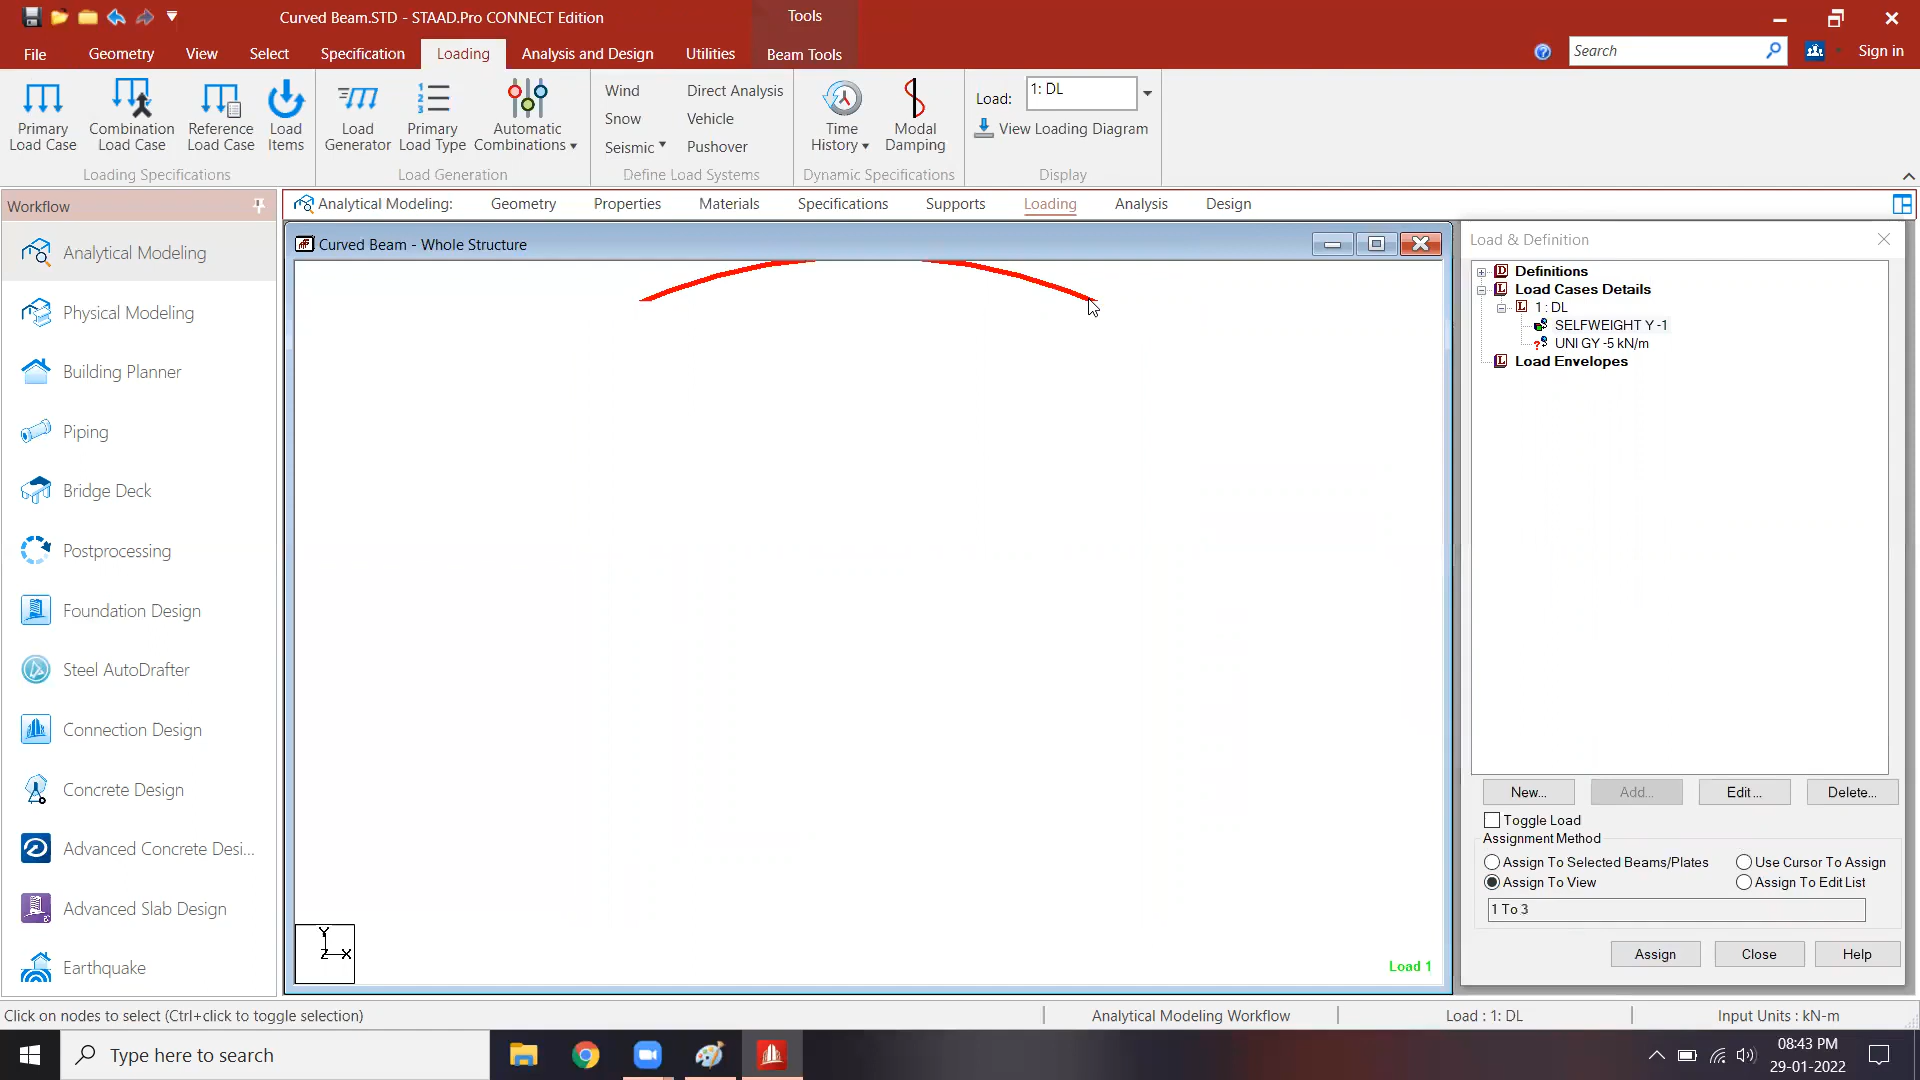 Curved Beam.STD - STAAD.Pro CONNECT Edition
Tools
File
Geometry
View
Select
Specification
Loading
Analysis and Design
Utilities
Beam Tools
Search
Sign in
Primary
Load Case
Combination
Load Case
Reference
Load Case
Load
Items
Loading Specifications
Load
Generator
Primary
Load Type
Automatic
Combinations
Load Generation
Wind
Snow
Seismic
Direct Analysis
Vehicle
Pushover
Define Load Systems
Time
History
Modal
Damping
Dynamic Specifications
Load:
1: DL
View Loading Diagram
Display
Workflow
Analytical Modeling
Physical Modeling
Building Planner
Piping
Bridge Deck
Postprocessing
Foundation Design
Steel AutoDrafter
Connection Design
Concrete Design
Advanced Concrete Desi...
Advanced Slab Design
Earthquake
Analytical Modeling:
Geometry
Properties
Materials
Specifications
Supports
Loading
Analysis
Design
Curved Beam - Whole Structure
Y
Z
X
Load 1
Load & Definition
Definitions
Load Cases Details
1 : DL
SELFWEIGHT Y -1
UNI GY -5 kN/m
Load Envelopes
New...
Add...
Edit...
Delete...
Toggle Load
Assignment Method
Assign To Selected Beams/Plates
Use Cursor To Assign
Assign To View
Assign To Edit List
1 To 3
Assign
Close
Help
Click on nodes to select (Ctrl+click to toggle selection)
Analytical Modeling Workflow
Load : 1: DL
Input Units : kN-m
Type here to search
08:43 PM
29-01-2022